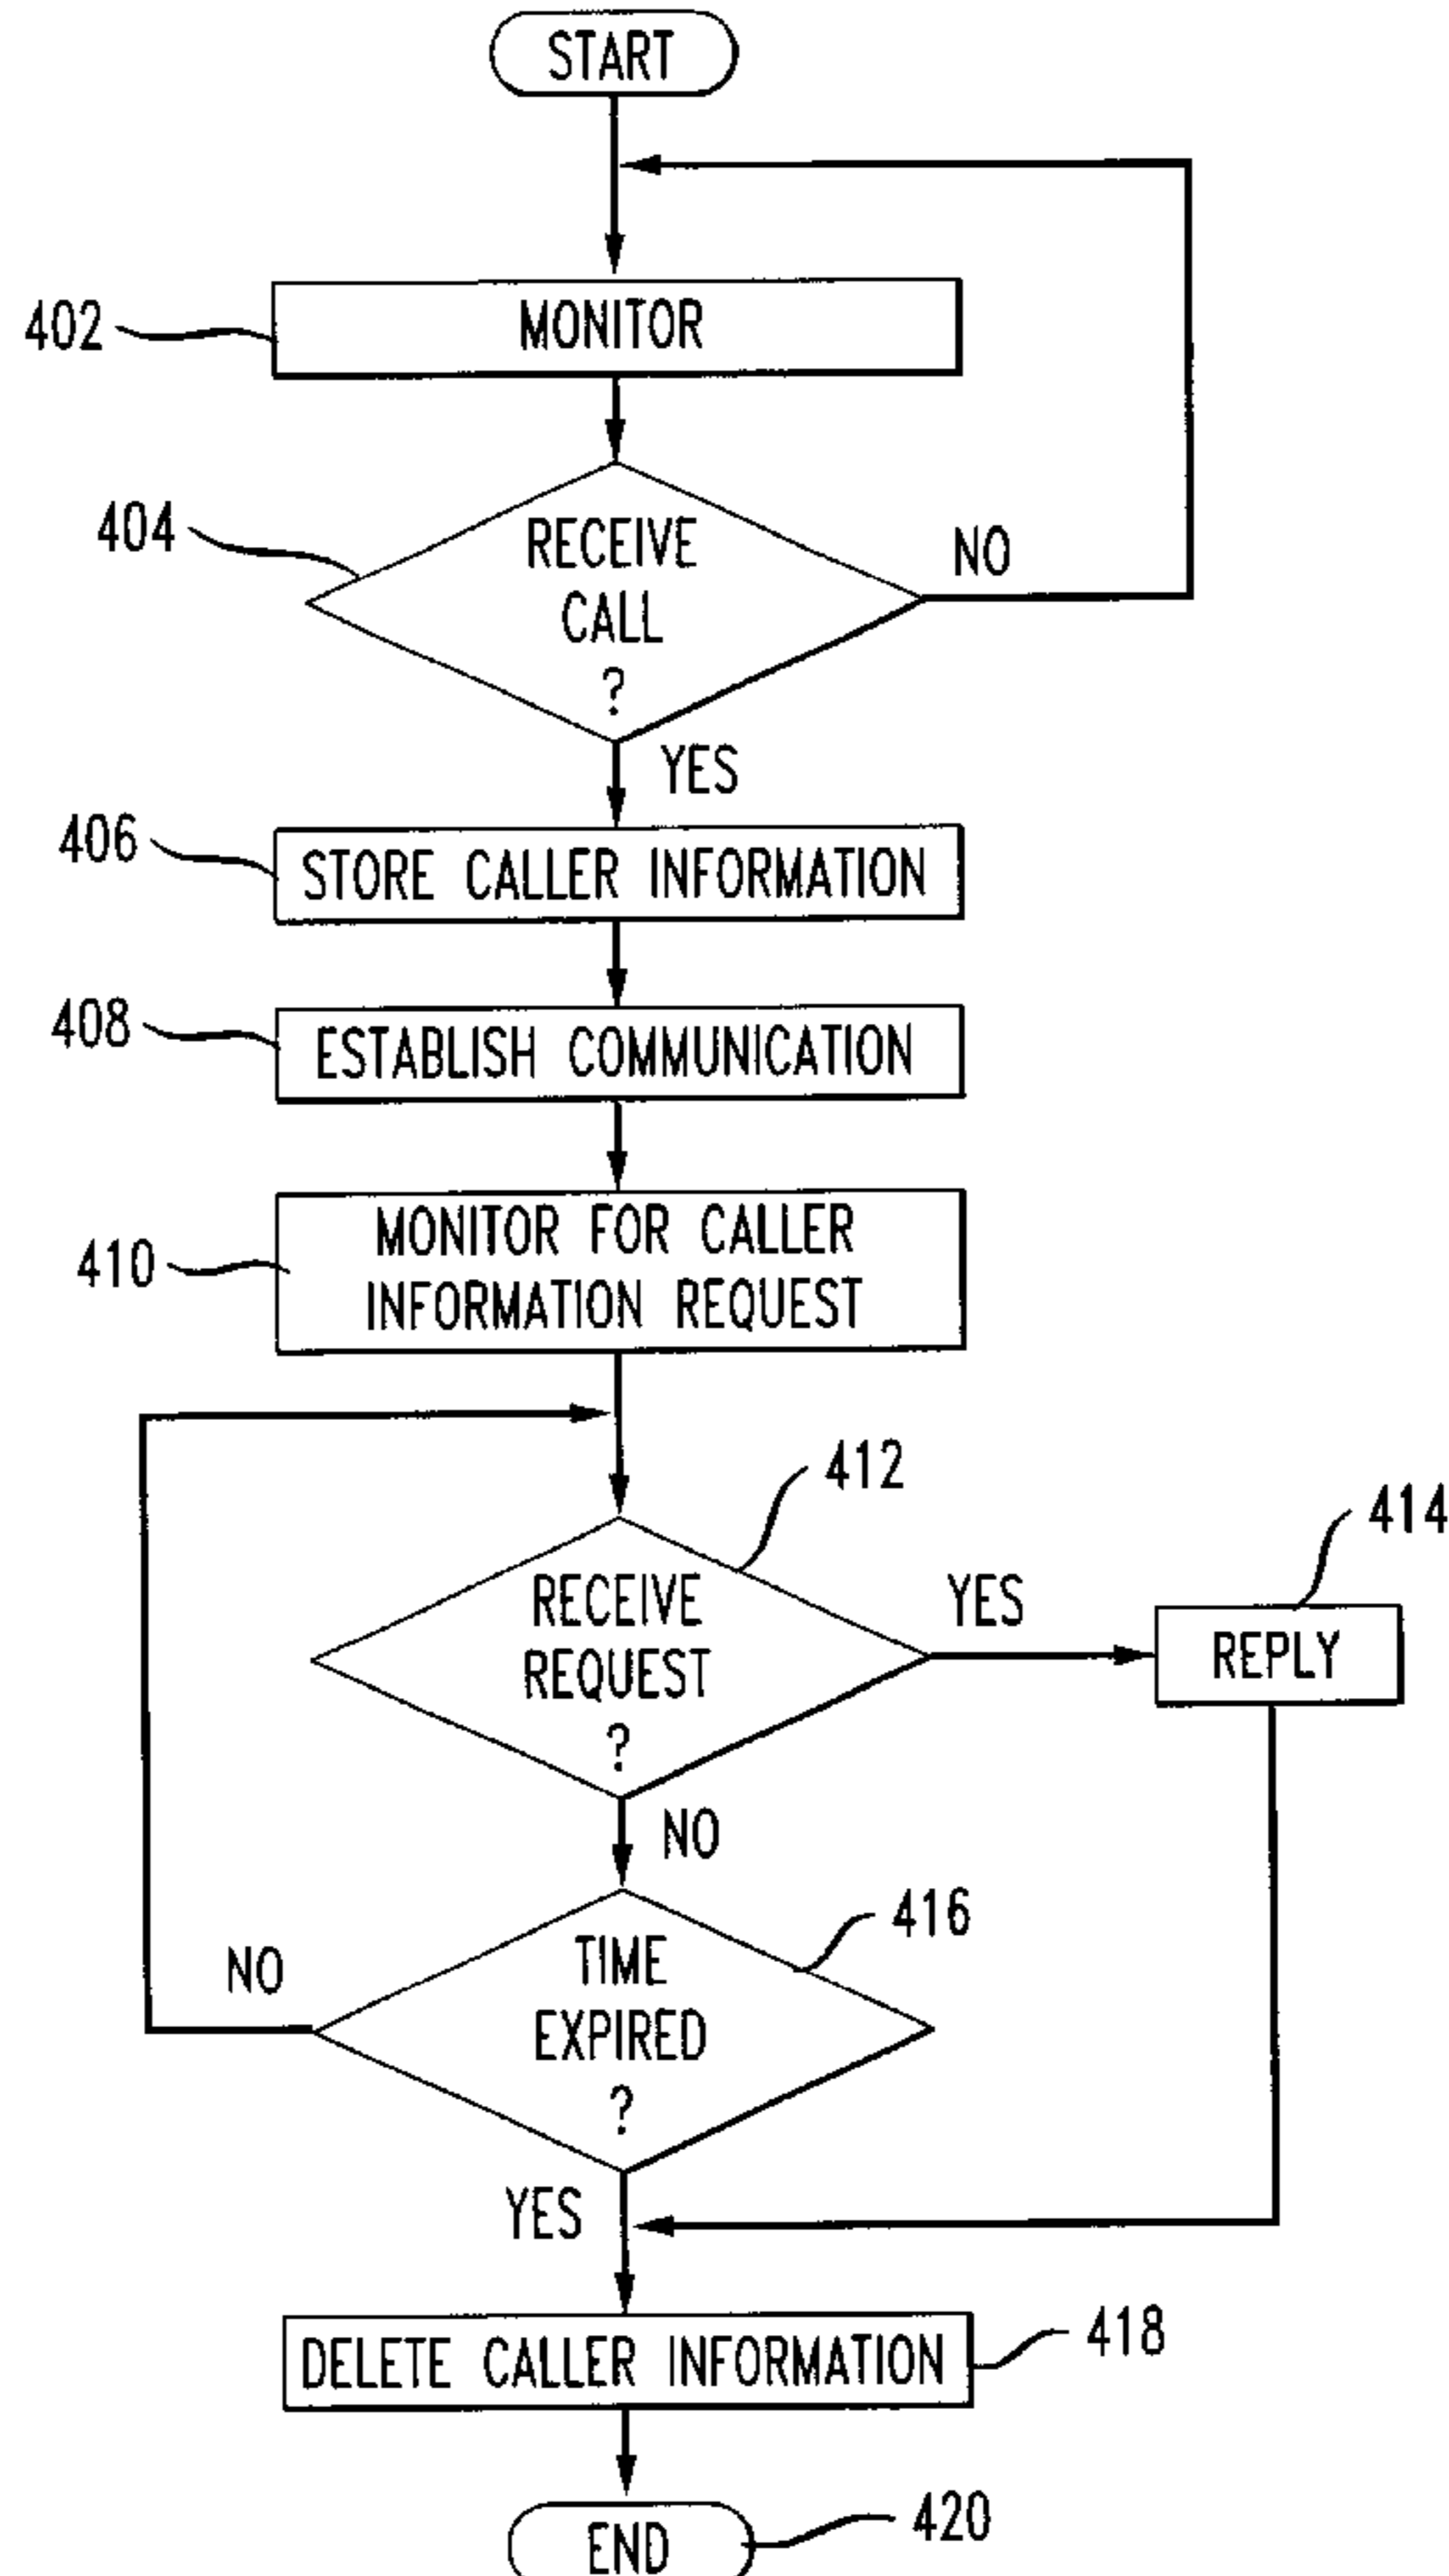 START
402
MONITOR
404
RECEIVE
CALL
?
NO
YES
406
STORE CALLER INFORMATION
408
ESTABLISH COMMUNICATION
410
MONITOR FOR CALLER
INFORMATION REQUEST
412
RECEIVE
REQUEST
?
YES
414
REPLY
NO
416
TIME
EXPIRED
?
NO
YES
DELETE CALLER INFORMATION
418
END
420